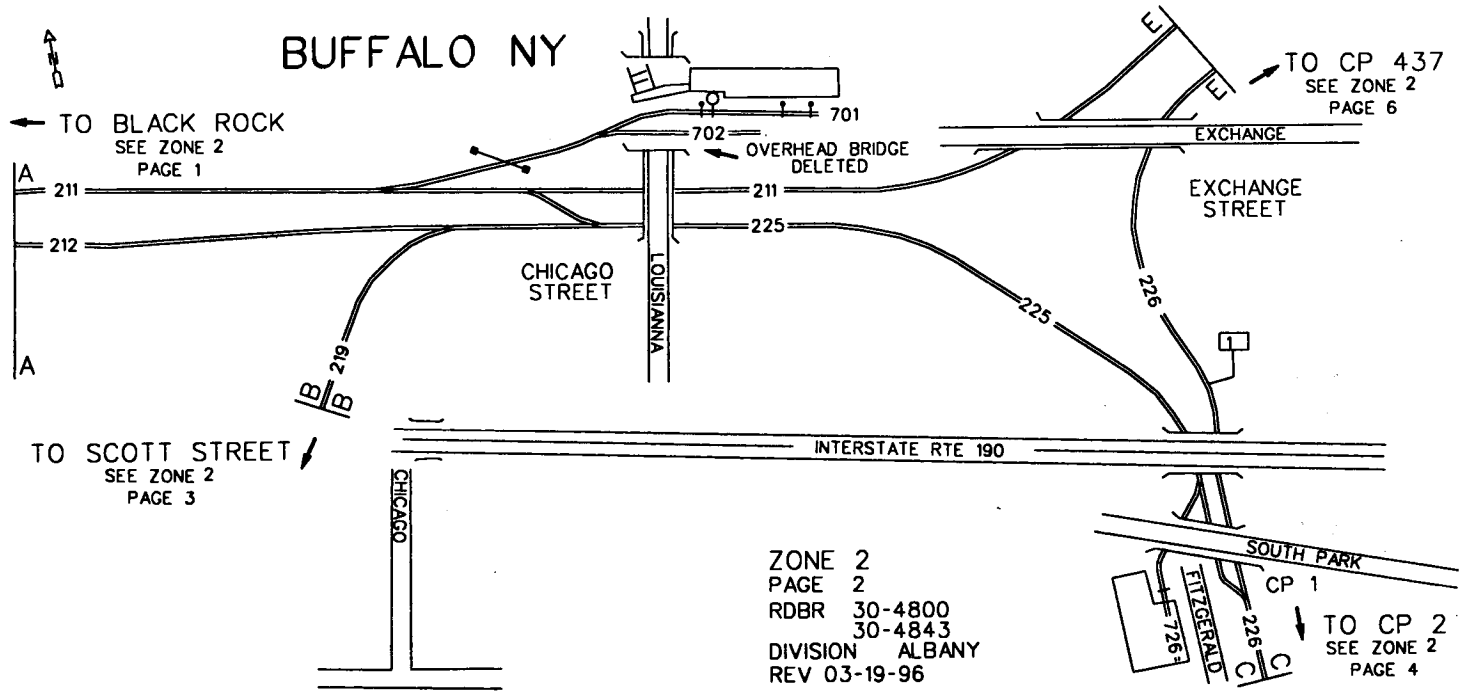 N
BUFFALO NY
TO BLACK ROCK
SEE ZONE 2
PAGE 1
TO CP 437
SEE ZONE 2
PAGE 6
E
E
701
702
OVERHEAD BRIDGE
DELETED
EXCHANGE
EXCHANGE
STREET
A
211
211
212
225
A
CHICAGO
STREET
LOUISIANNA
225
226
1
219
B
B
TO SCOTT STREET
SEE ZONE 2
PAGE 3
INTERSTATE RTE 190
CHICAGO
SOUTH PARK
CP 1
FITZGERALD
726
226
C
C
TO CP 2
SEE ZONE 2
PAGE 4
ZONE 2
PAGE 2
RDBR 30-4800
30-4843
DIVISION ALBANY
REV 03-19-96